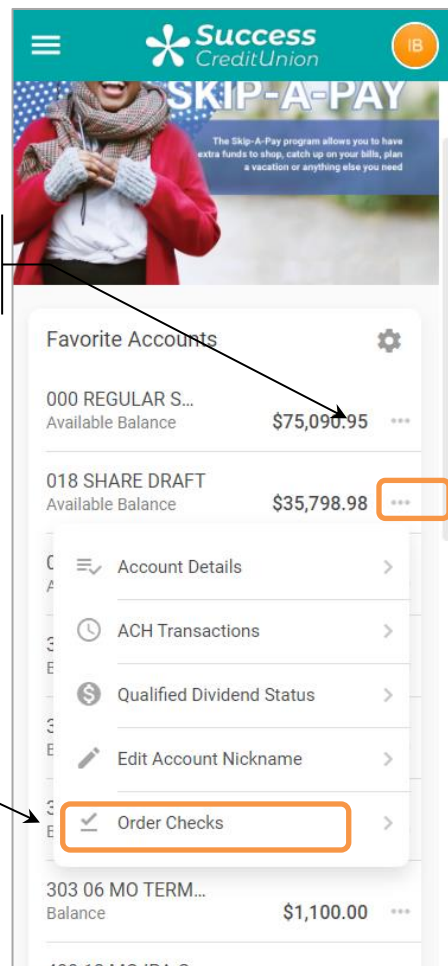 Success
CreditUnion
IB
SKIP-A-PAY
The Skip-A-Pay program allows you to have
extra funds to shop, catch up on your bills, plan
a vacation or anything else you need
Favorite Accounts
000 REGULAR S...
Available Balance $75,090.95
018 SHARE DRAFT
Available Balance $35,798.98
Account Details
ACH Transactions
Qualified Dividend Status
Edit Account Nickname
Order Checks
303 06 MO TERM...
Balance $1,100.00